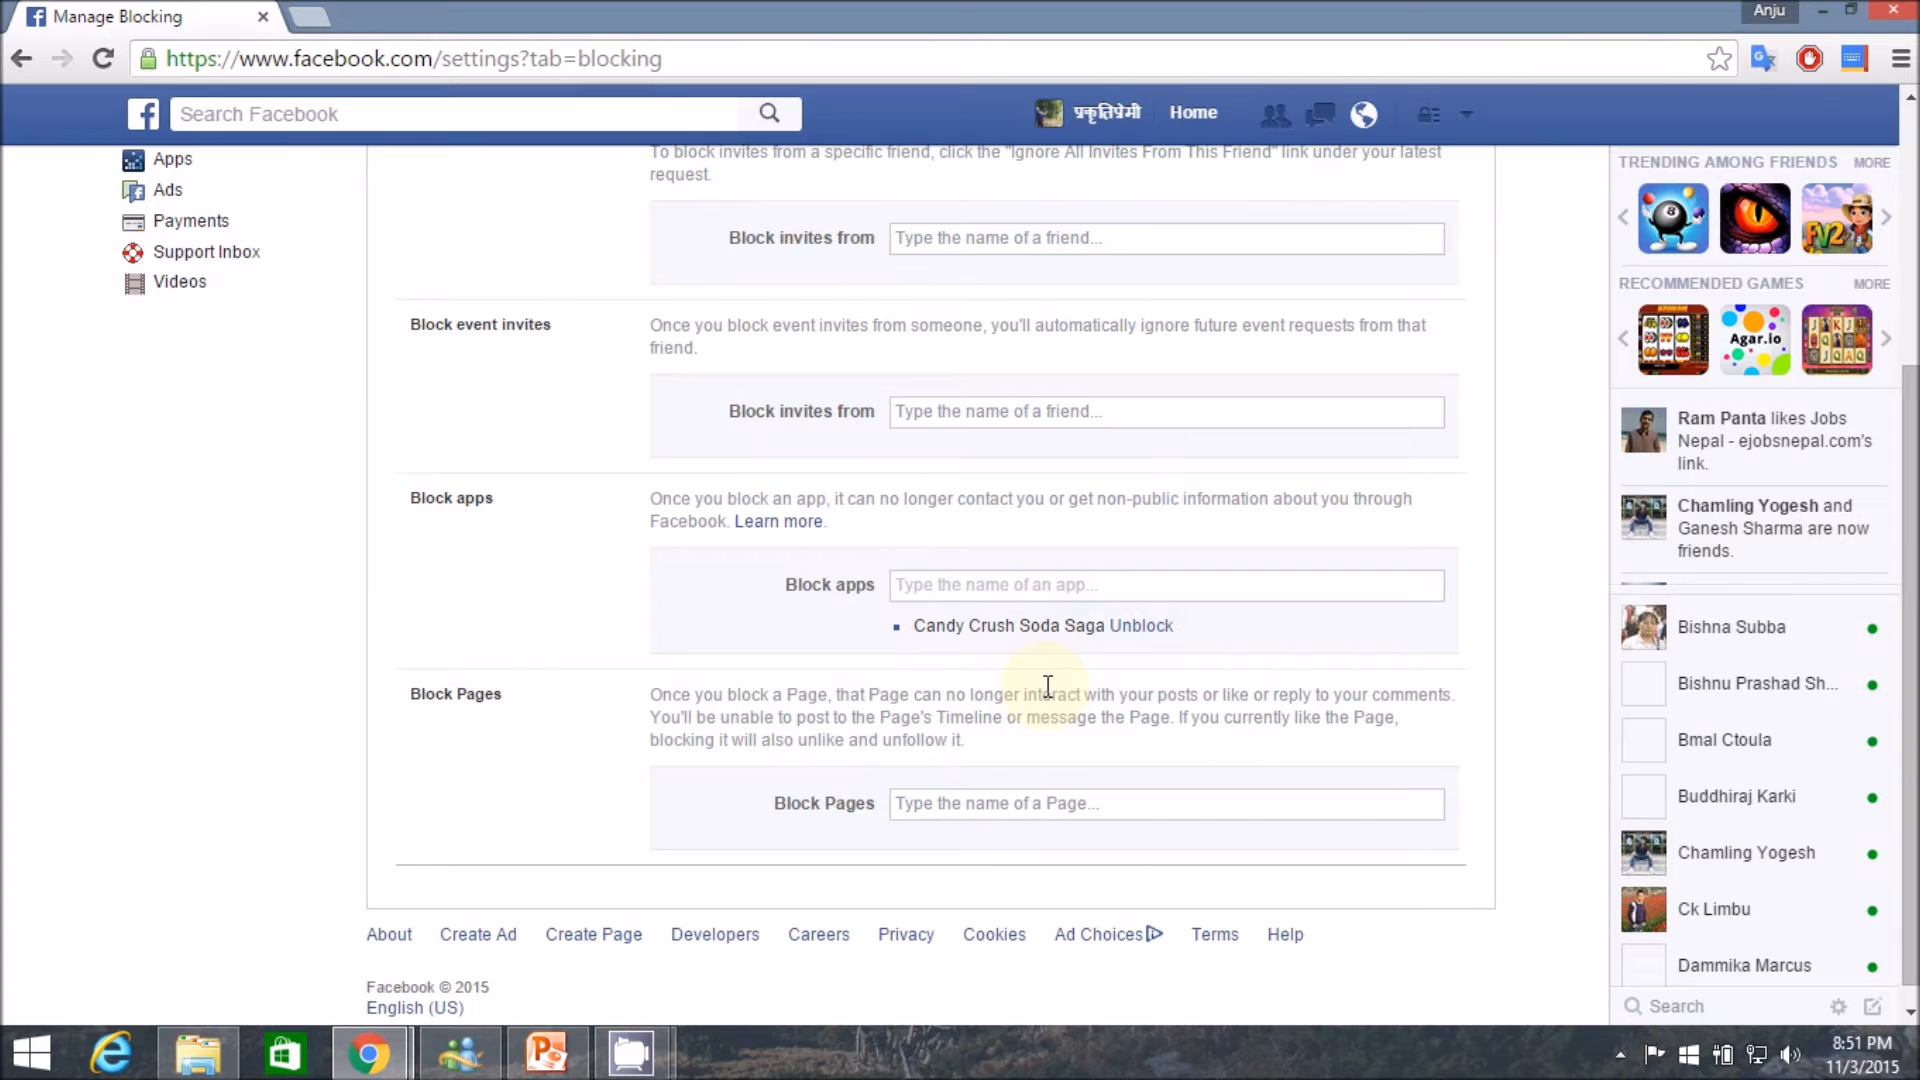 Manage Blocking
Anju
https://www.facebook.com/settings?tab=blocking
Search Facebook
प्रकृतिप्रेमी
Home
Apps
Ads
Payments
Support Inbox
Videos
To block invites from a specific friend, click the "Ignore All Invites From This Friend" link under your latest
request.
Block invites from
Type the name of a friend...
Block event invites
Once you block event invites from someone, you'll automatically ignore future event requests from that
friend.
Block invites from
Type the name of a friend...
Block apps
Once you block an app, it can no longer contact you or get non-public information about you through
Facebook. Learn more.
Block apps
Type the name of an app...
Candy Crush Soda Saga Unblock
Block Pages
Once you block a Page, that Page can no longer interact with your posts or like or reply to your comments.
You'll be unable to post to the Page's Timeline or message the Page. If you currently like the Page,
blocking it will also unlike and unfollow it.
Block Pages
Type the name of a Page...
About Create Ad Create Page Developers Careers Privacy Cookies Ad Choices Terms Help
Facebook © 2015
English (US)
TRENDING AMONG FRIENDS MORE
8
FV2
RECOMMENDED GAMES MORE
Agar.io
J K J
J Q A
Ram Panta likes Jobs
Nepal - ejobsnepal.com's
link.
Chamling Yogesh and
Ganesh Sharma are now
friends.
Bishna Subba
Bishnu Prashad Sh...
Bmal Ctoula
Buddhiraj Karki
Chamling Yogesh
Ck Limbu
Dammika Marcus
Search
8:51 PM
11/3/2015